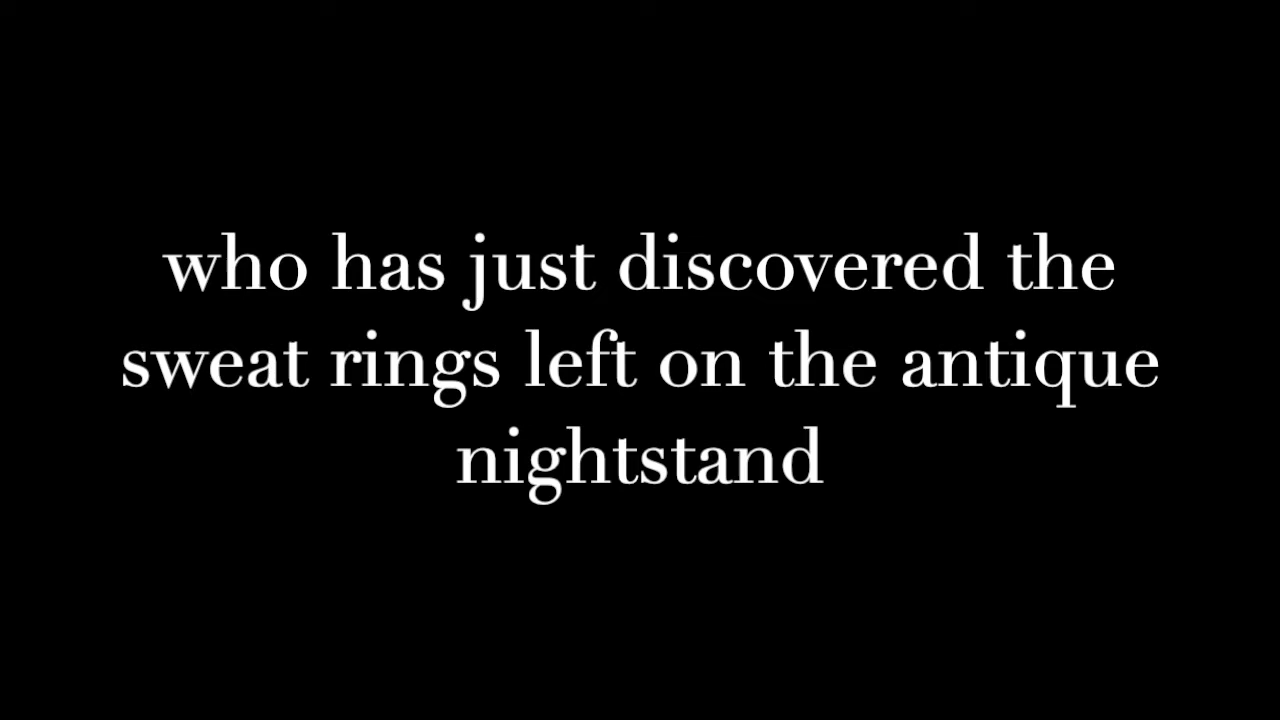 who has just discovered the
sweat rings left on the antique
nightstand